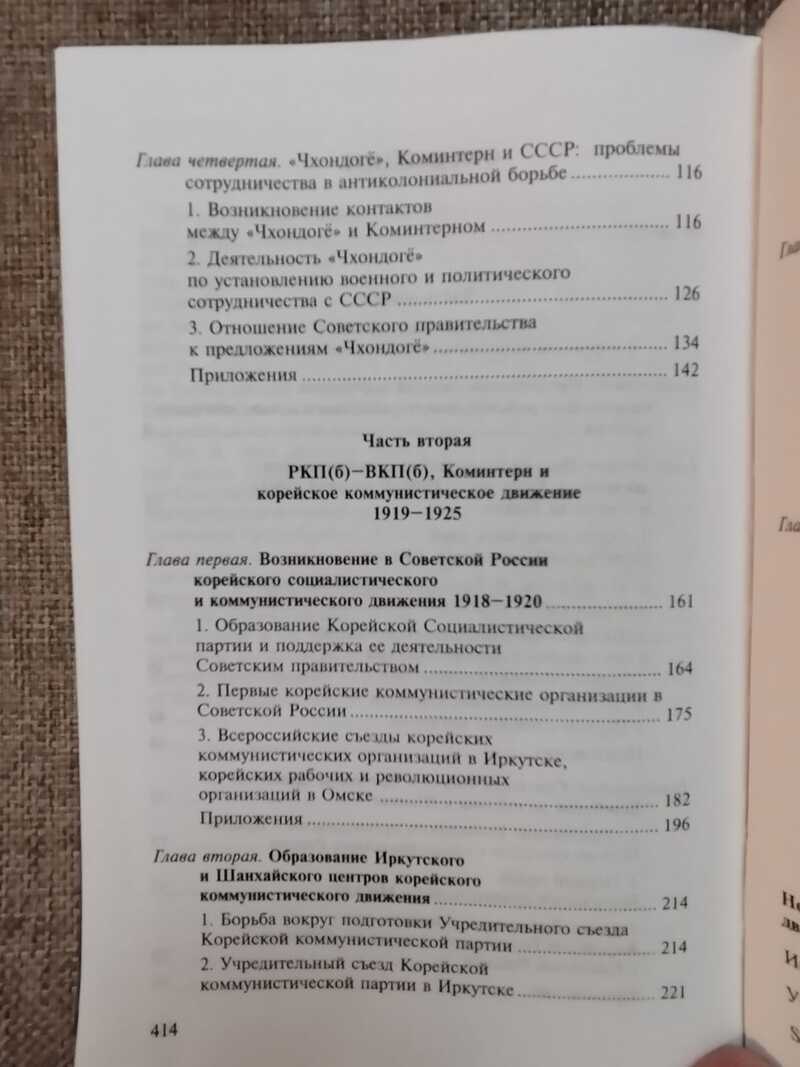 Глава четвертая. «Чхондогё», Коминтерн и СССР: проблемы
сотрудничества в антиколониальной борьбе ..................... 116
1. Возникновение контактов
между «Чхондогё» и Коминтерном ............................... 116
2. Деятельность «Чхондогё»
по установлению военного и политического
сотрудничества с СССР ............................................. 126
3. Отношение Советского правительства
к предложениям «Чхондогё» ........................................ 134
Приложения .............................................................. 142
Часть вторая
РКП(б)–ВКП(б), Коминтерн и
корейское коммунистическое движение
1919–1925
Глава первая. Возникновение в Советской России
корейского социалистического
и коммунистического движения 1918–1920 .................... 161
1. Образование Корейской Социалистической
партии и поддержка ее деятельности
Советским правительством ......................................... 164
2. Первые корейские коммунистические организации в
Советской России ..................................................... 175
3. Всероссийские съезды корейских
коммунистических организаций в Иркутске,
корейских рабочих и революционных
организаций в Омске ................................................. 182
Приложения .............................................................. 196
Глава вторая. Образование Иркутского
и Шанхайского центров корейского
коммунистического движения ...................................... 214
1. Борьба вокруг подготовки Учредительного съезда
Корейской коммунистической партии .......................... 214
2. Учредительный съезд Корейской
коммунистической партии в Иркутске .......................... 221
414